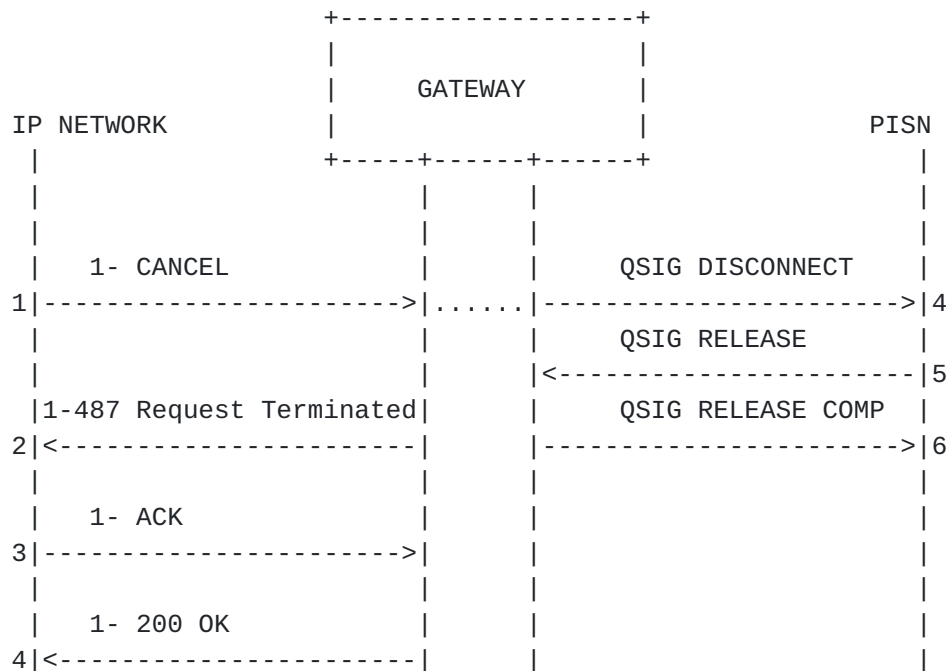 +-------------------+
                    |                   |
                    |     GATEWAY       |
IP NETWORK          |                   |              PISN
 |                  +-----+------+------+                 |
 |                        |      |                        |
 |                        |      |                        |
 |   1- CANCEL            |      |     QSIG DISCONNECT    |
1|----------------------->|......|----------------------->|4
 |                        |      |     QSIG RELEASE       |
 |                        |      |<-----------------------|5
 |1-487 Request Terminated|      |     QSIG RELEASE COMP  |
2|<-----------------------|      |----------------------->|6
 |                        |      |                        |
 |   1- ACK               |      |                        |
3|----------------------->|      |                        |
 |                        |      |                        |
 |   1- 200 OK            |      |                        |
4|<-----------------------|      |                        |